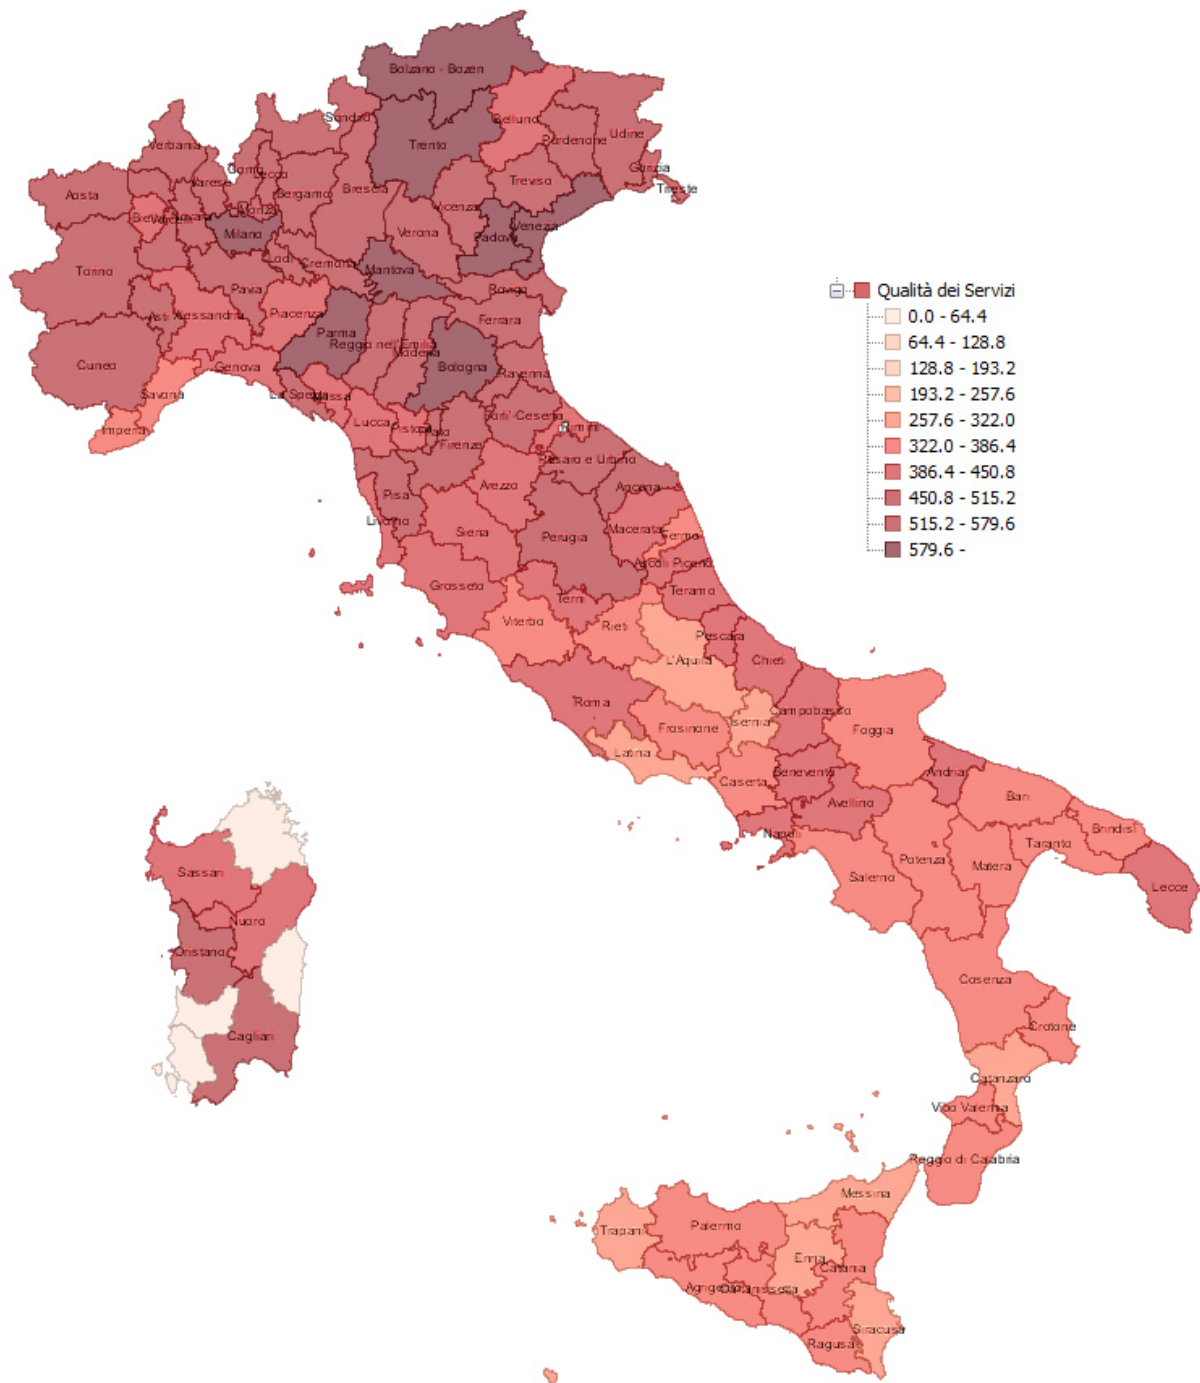 Bolzano - Bozen
Sondrio
Belluno
Trento
Pordenone
Udine
Verbania
Gorizia
Como
Lecco
Varese
Bergamo
Brescia
Treviso
Trieste
Aosta
Monza
Vicenza
Biella
Vercelli
Novara
Milano
Verona
Padova
Venezia
Torino
Lodi
Cremona
Mantova
Pavia
Rovigo
Asti
Alessandria
Piacenza
Ferrara
Parma
Reggio nell'Emilia
Modena
Cuneo
Genova
Bologna
Ravenna
Savona
La Spezia
Massa
Imperia
Lucca
Pistoia
Prato
Forli'-Cesena
Rimini
Firenze
Pesaro e Urbino
Arezzo
Ancona
Pisa
Livorno
Siena
Perugia
Macerata
Fermo
Ascoli Piceno
Grosseto
Terni
Teramo
Viterbo
Rieti
Pescara
L'Aquila
Chieti
Roma
Campobasso
Isernia
Frosinone
Foggia
Latina
Caserta
Benevento
Andria
Avellino
Bari
Napoli
Brindisi
Taranto
Potenza
Matera
Salerno
Lecce
Sassari
Nuoro
Oristano
Cagliari
Cosenza
Crotone
Catanzaro
Vibo Valentia
Reggio di Calabria
Messina
Trapani
Palermo
Enna
Catania
Agrigento
Caltanissetta
Siracusa
Ragusa
Qualità dei Servizi
0.0 - 64.4
64.4 - 128.8
128.8 - 193.2
193.2 - 257.6
257.6 - 322.0
322.0 - 386.4
386.4 - 450.8
450.8 - 515.2
515.2 - 579.6
579.6 -